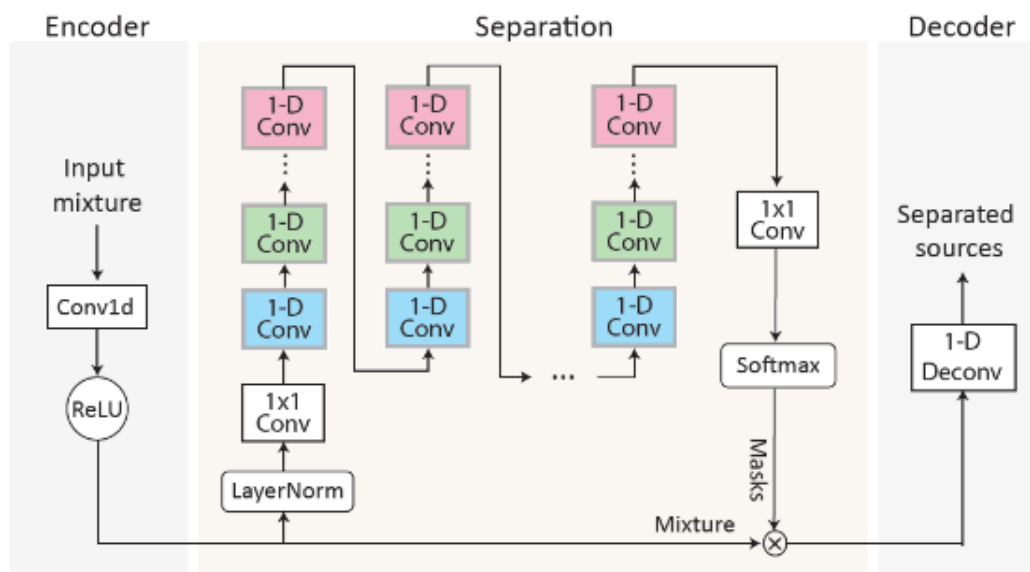 Encoder
Separation
Decoder
Input
mixture
Conv1d
ReLU
1-D
Conv
1-D
Conv
1-D
Conv
1x1
Conv
LayerNorm
1-D
Conv
1-D
Conv
1-D
Conv
...
1-D
Conv
1-D
Conv
1-D
Conv
1x1
Conv
Softmax
Masks
Mixture
Separated
sources
1-D
Deconv